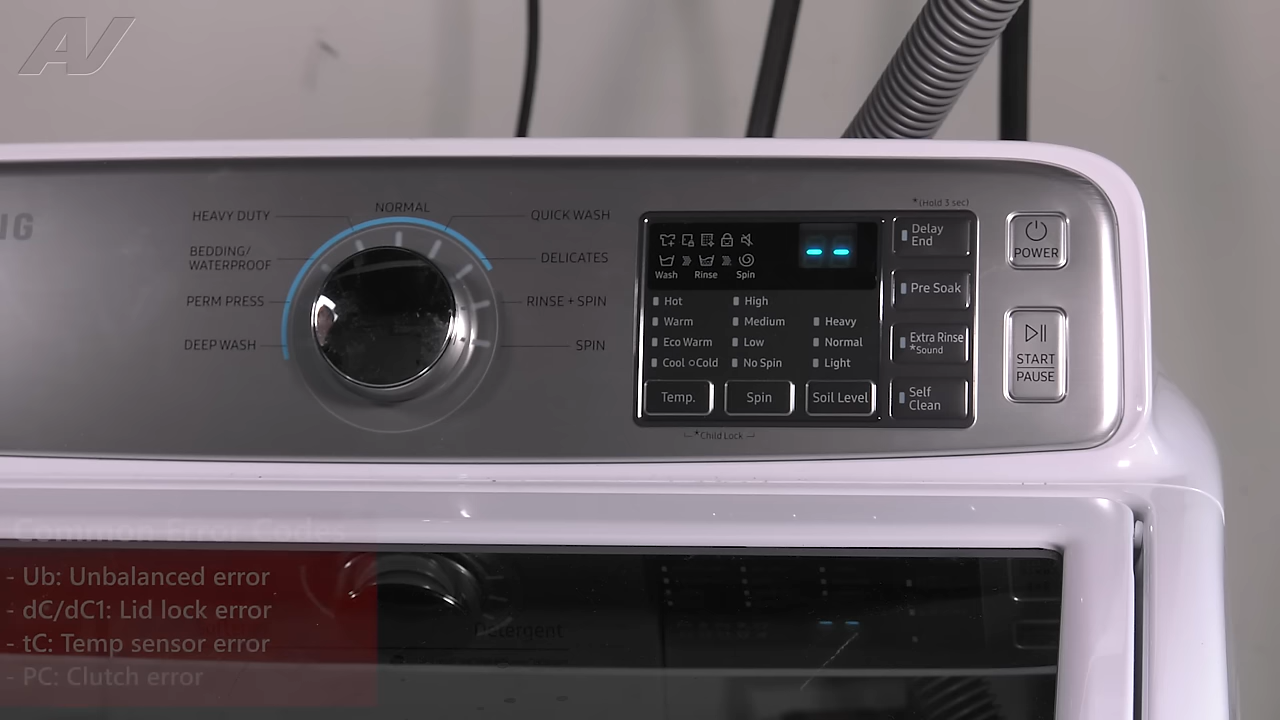 AV
NG
HEAVY DUTY
BEDDING/
WATERPROOF
PERM PRESS
DEEP WASH
NORMAL
QUICK WASH
DELICATES
RINSE + SPIN
SPIN
Wash Rinse Spin
Hot High
Warm Medium Heavy
Eco Warm Low Normal
Cool Cold No Spin Light
Temp. Spin Soil Level
*Child Lock
*(Hold 3 sec)
Delay
End
Pre Soak
Extra Rinse
*Sound
Self
Clean
POWER
START
PAUSE
Common Error Codes
- Ub: Unbalanced error
- dC/dC1: Lid lock error
- tC: Temp sensor error
- PC: Clutch error
Detergent